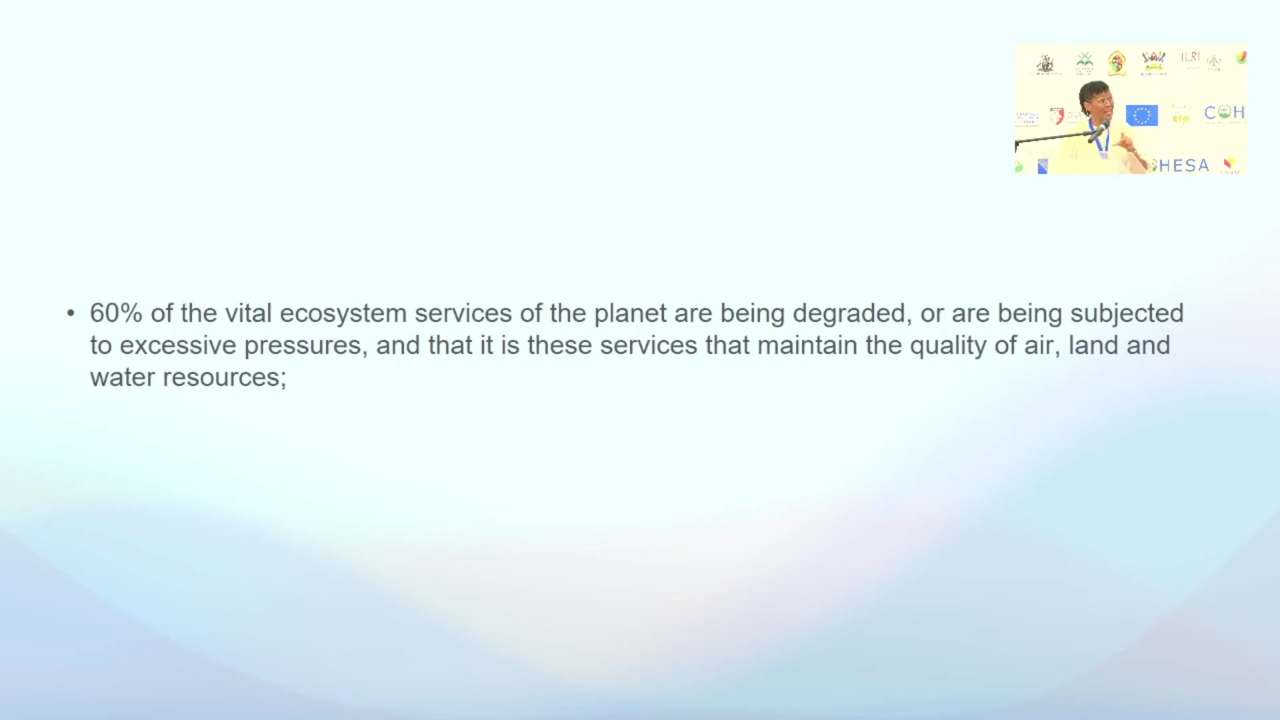 ILRI
COH
HESA
• 60% of the vital ecosystem services of the planet are being degraded, or are being subjected
to excessive pressures, and that it is these services that maintain the quality of air, land and
water resources;